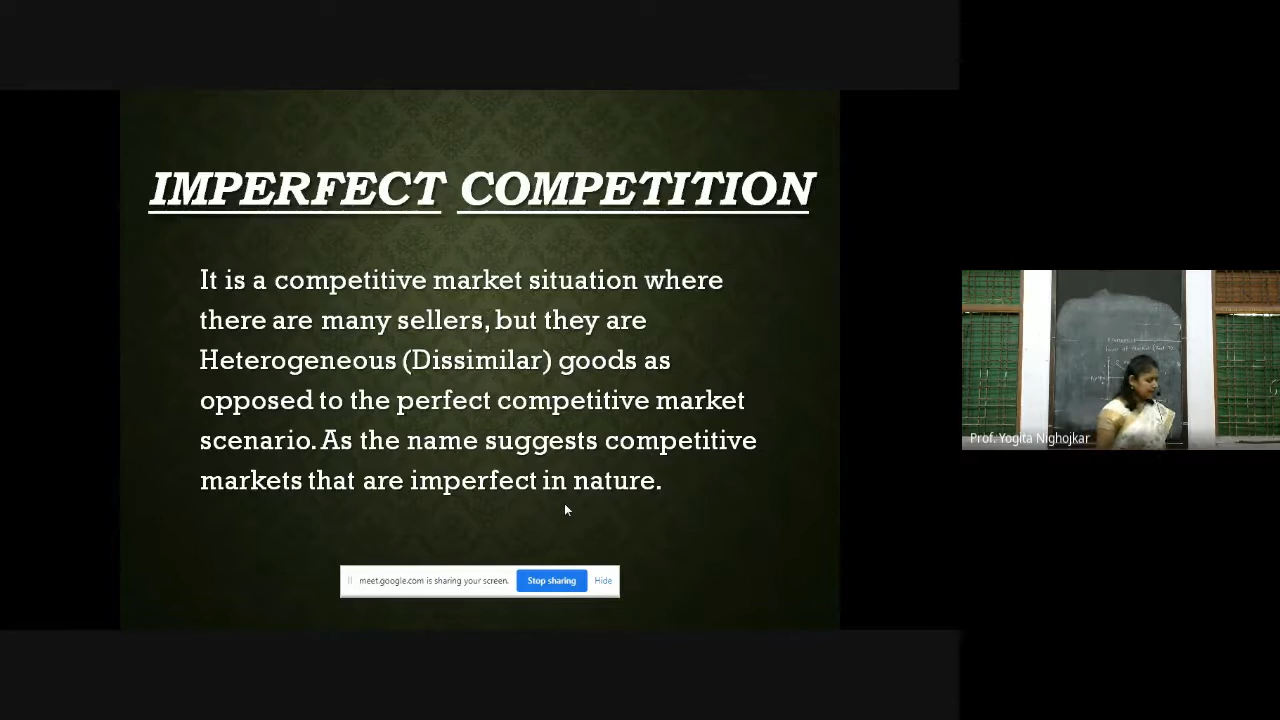 IMPERFECT COMPETITION
It is a competitive market situation where
there are many sellers, but they are
Heterogeneous (Dissimilar) goods as
opposed to the perfect competitive market
scenario. As the name suggests competitive
markets that are imperfect in nature.
meet.google.com is sharing your screen. Stop sharing Hide
Prof. Yogita Nighojkar